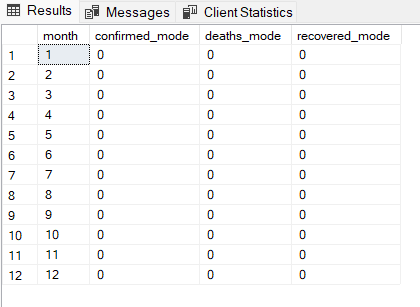 Results Messages Client Statistics
month confirmed_mode deaths_mode recovered_mode
1 1 0 0 0
2 2 0 0 0
3 3 0 0 0
4 4 0 0 0
5 5 0 0 0
6 6 0 0 0
7 7 0 0 0
8 8 0 0 0
9 9 0 0 0
10 10 0 0 0
11 11 0 0 0
12 12 0 0 0